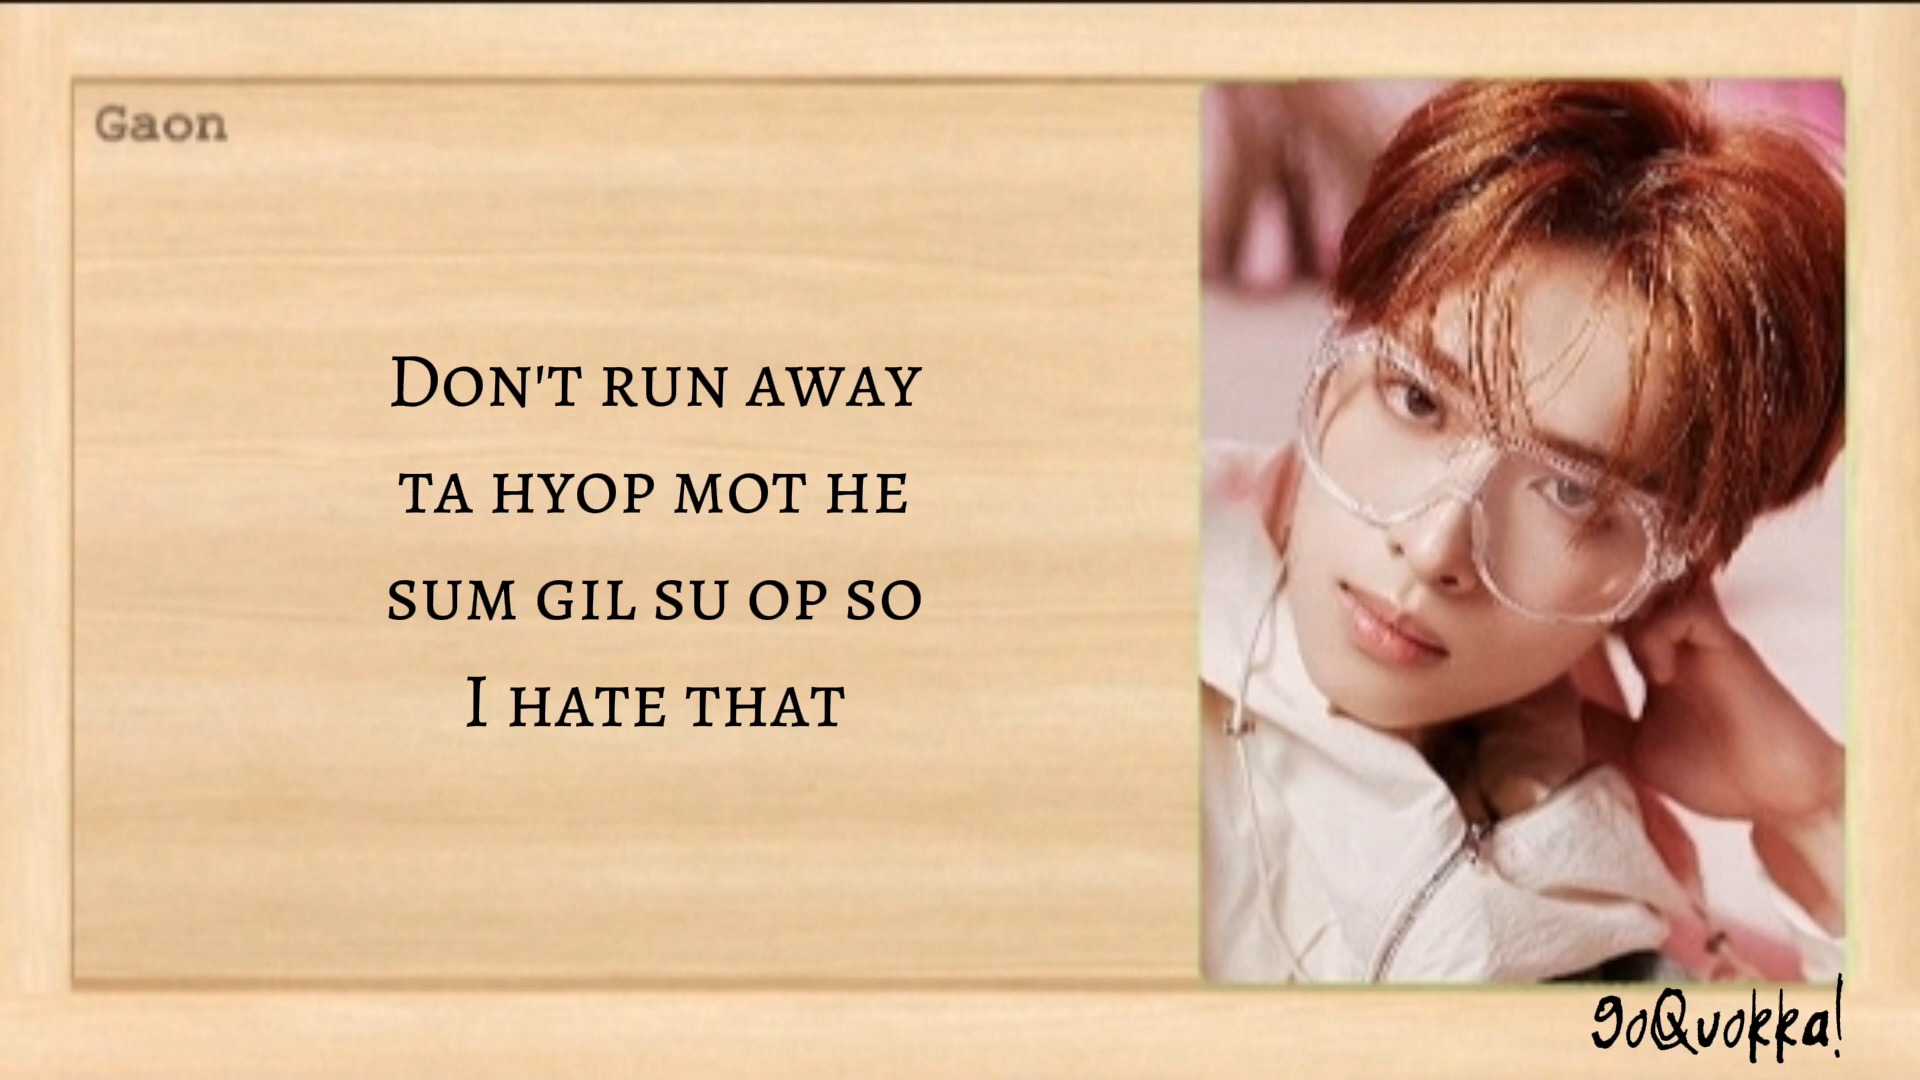 Gaon
Don't run away
ta hyop mot he
sum gil su op so
I hate that
goQuokka!